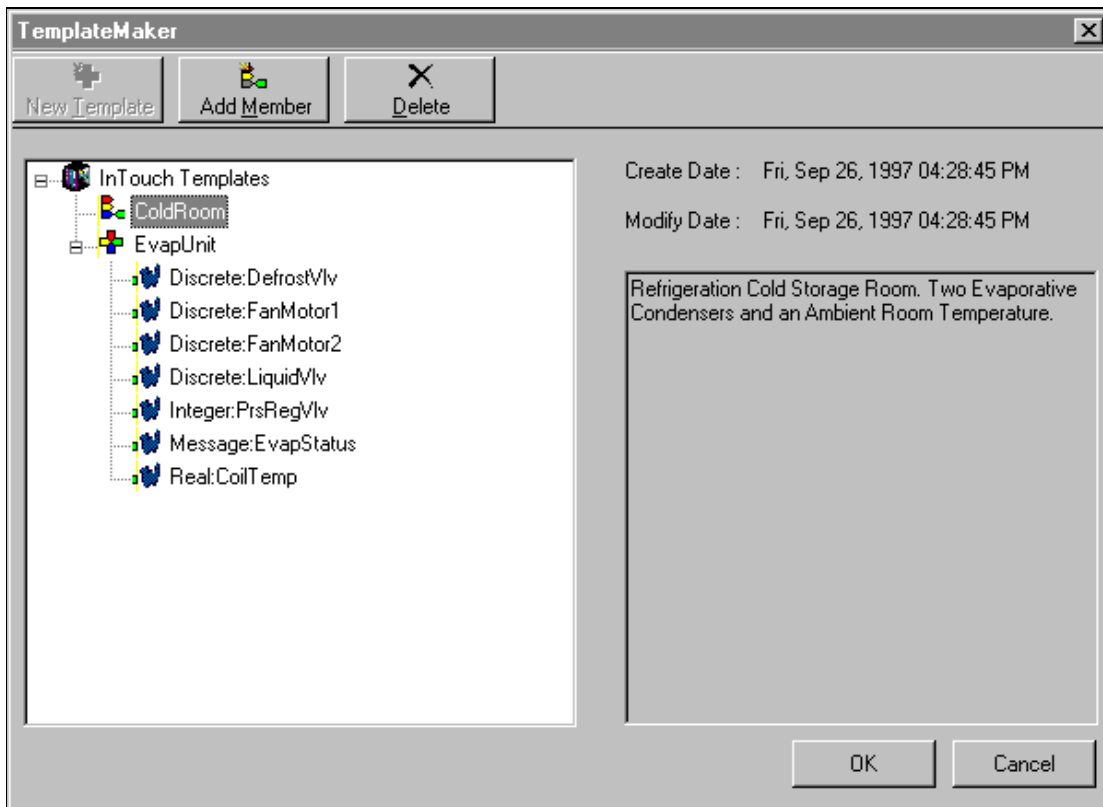 TemplateMaker
New Template
Add Member
Delete
InTouch Templates
ColdRoom
EvapUnit
Discrete:DefrostVlv
Discrete:FanMotor1
Discrete:FanMotor2
Discrete:LiquidVlv
Integer:PrsRegVlv
Message:EvapStatus
Real:CoilTemp
Create Date : Fri, Sep 26, 1997 04:28:45 PM
Modify Date : Fri, Sep 26, 1997 04:28:45 PM
Refrigeration Cold Storage Room. Two Evaporative
Condensers and an Ambient Room Temperature.
OK
Cancel